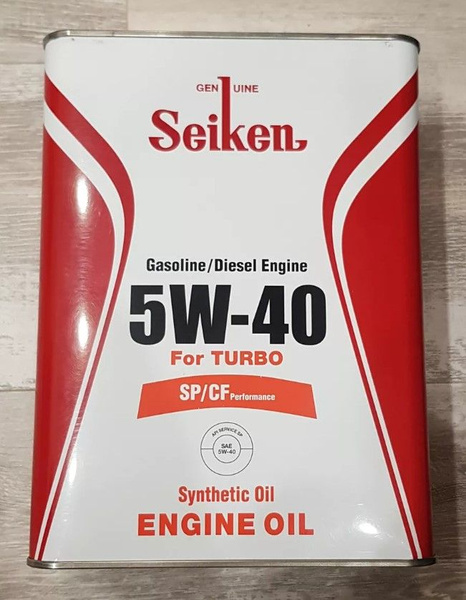 GENUINE
Seiken
Gasoline/Diesel Engine
5W-40
For TURBO
SP/CF Performance
API SERVICE SP
SAE
5W-40
Synthetic Oil
ENGINE OIL